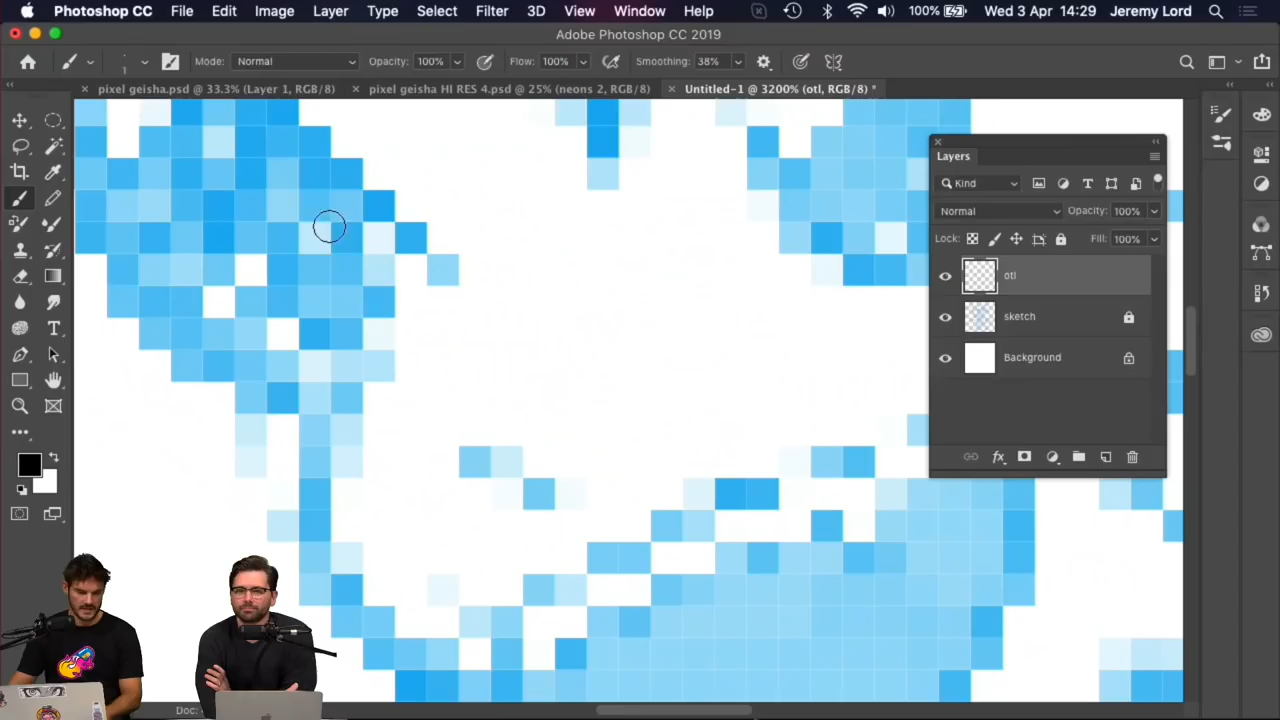 Photoshop CC File Edit Image Layer Type Select Filter 3D View Window Help 100% Wed 3 Apr 14:29 Jeremy Lord
Adobe Photoshop CC 2019
1 Mode: Normal Opacity: 100% Flow: 100% Smoothing: 38%
pixel geisha.psd @ 33.3% (Layer 1, RGB/8) pixel geisha HI RES 4.psd @ 25% (neons 2, RGB/8) Untitled-1 @ 3200% (otl, RGB/8) *
Layers
Kind
Normal Opacity: 100%
Lock: Fill: 100%
otl
sketch
Background
fx
Doc: